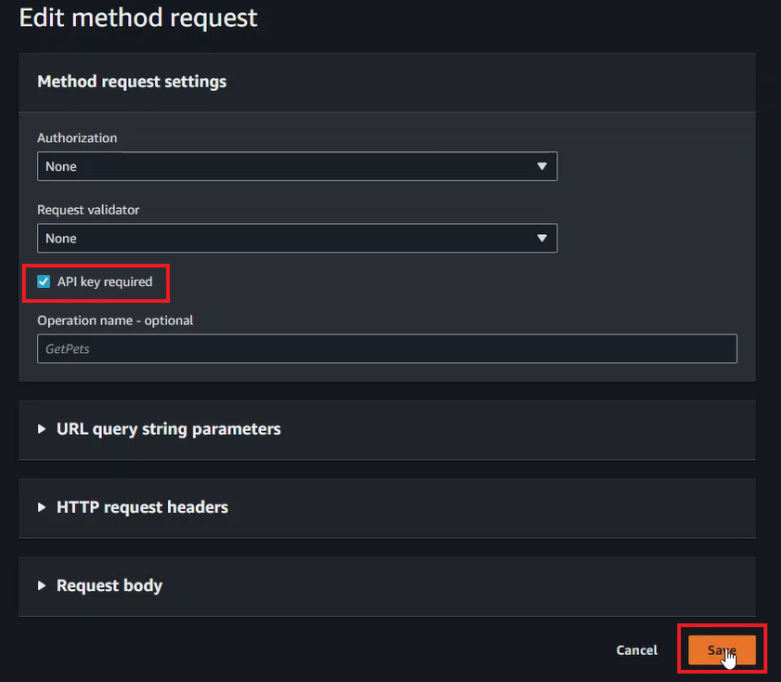 Edit method request
Method request settings
Authorization
None
Request validator
None
API key required
Operation name - optional
GetPets
URL query string parameters
HTTP request headers
Request body
Cancel
Save